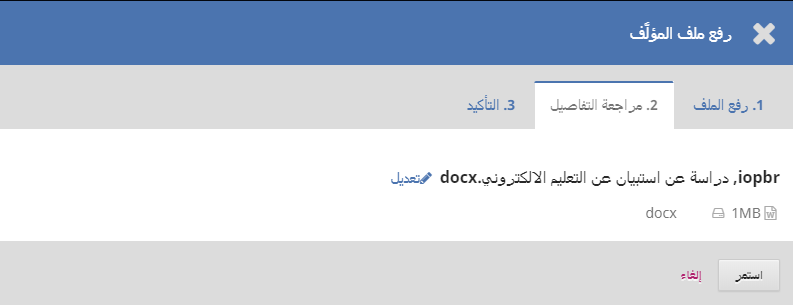 رفع ملف المؤلَّف
1. رفع الملف
2. مراجعة التفاصيل
3. التأكيد
iopbr, دراسة عن استبيان عن التعليم الالكتروني.docx تعديل
1MB docx
استمر إلغاء